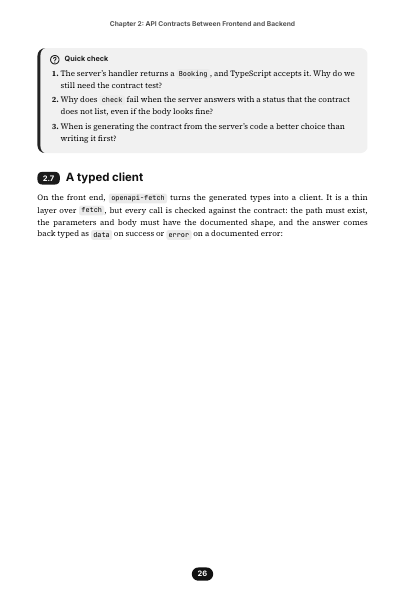 Chapter 2: API Contracts Between Frontend and Backend
Quick check
1. The server's handler returns a Booking, and TypeScript accepts it. Why do we
still need the contract test?
2. Why does check fail when the server answers with a status that the contract
does not list, even if the body looks fine?
3. When is generating the contract from the server's code a better choice than
writing it first?
2.7 A typed client
On the front end, openapi-fetch turns the generated types into a client. It is a thin
layer over fetch, but every call is checked against the contract: the path must exist,
the parameters and body must have the documented shape, and the answer comes
back typed as data on success or error on a documented error:
26